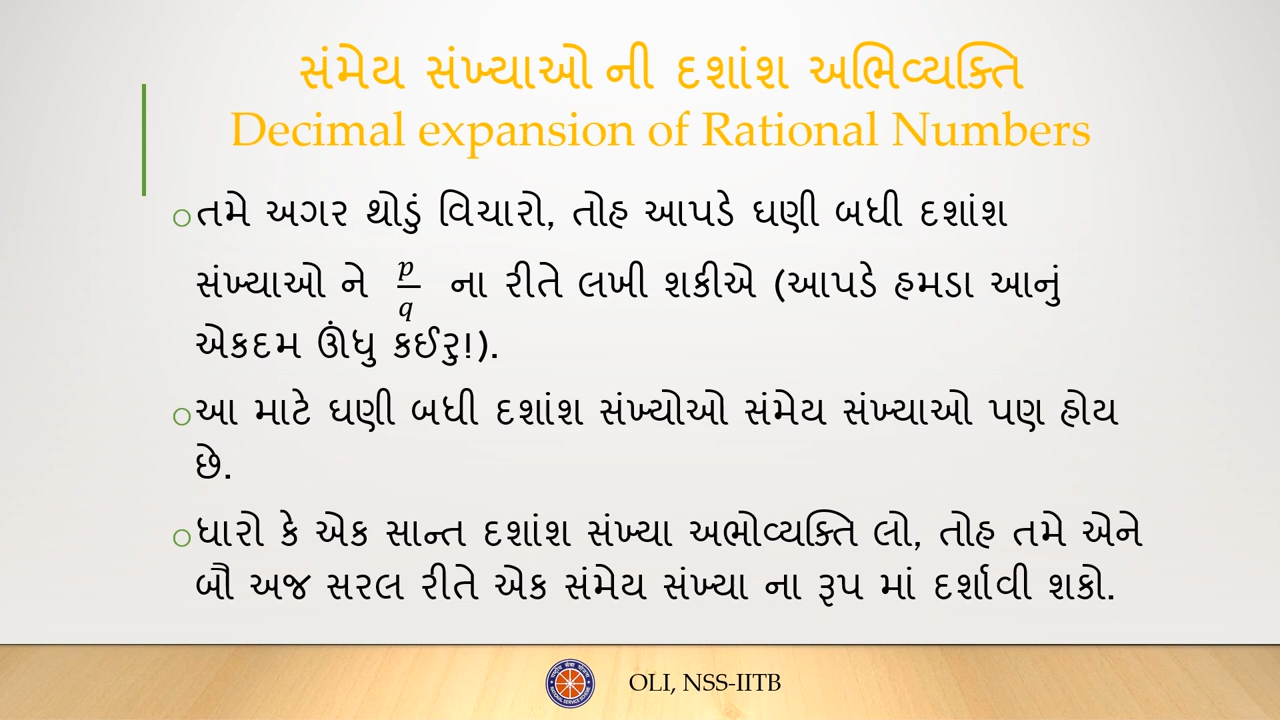 સંમેય સંખ્યાઓ ની દશાંશ અભિવ્યક્તિ
Decimal expansion of Rational Numbers
તમે અગર થોડું વિચારો, તોહ આપડે ઘણી બધી દશાંશ
સંખ્યાઓ ને p/q ના રીતે લખી શકીએ (આપડે હમડા આનું
એકદમ ઊંધુ કઈરુ!).
આ માટે ઘણી બધી દશાંશ સંખ્યોઓ સંમેય સંખ્યાઓ પણ હોય
છે.
ધારો કે એક સાન્ત દશાંશ સંખ્યા અભોવ્યક્તિ લો, તોહ તમે એને
બૌ અજ સરલ રીતે એક સંમેય સંખ્યા ના રૂપ માં દર્શાવી શકો.
OLI, NSS-IITB